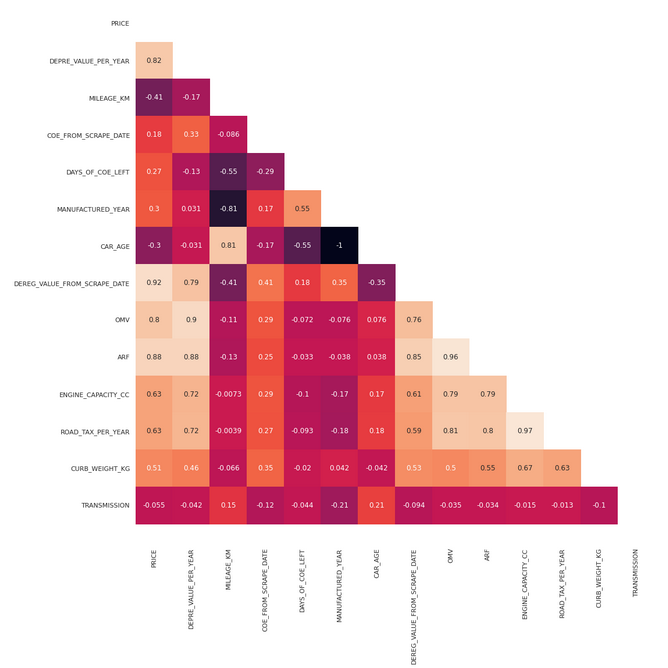 PRICE
DEPRE_VALUE_PER_YEAR 0.82
MILEAGE_KM -0.41 -0.17
COE_FROM_SCRAPE_DATE 0.18 0.33 -0.086
DAYS_OF_COE_LEFT 0.27 -0.13 -0.55 -0.29
MANUFACTURED_YEAR 0.3 0.031 -0.81 0.17 0.55
CAR_AGE -0.3 -0.031 0.81 -0.17 -0.55 -1
DEREG_VALUE_FROM_SCRAPE_DATE 0.92 0.79 -0.41 0.41 0.18 0.35 -0.35
OMV 0.8 0.9 -0.11 0.29 -0.072 -0.076 0.076 0.76
ARF 0.88 0.88 -0.13 0.25 -0.033 -0.038 0.038 0.85 0.96
ENGINE_CAPACITY_CC 0.63 0.72 -0.0073 0.29 -0.1 -0.17 0.17 0.61 0.79 0.79
ROAD_TAX_PER_YEAR 0.63 0.72 -0.0039 0.27 -0.093 -0.18 0.18 0.59 0.81 0.8 0.97
CURB_WEIGHT_KG 0.51 0.46 -0.066 0.35 -0.02 0.042 -0.042 0.53 0.5 0.55 0.67 0.63
TRANSMISSION -0.055 -0.042 0.15 -0.12 -0.044 -0.21 0.21 -0.094 -0.035 -0.034 -0.015 -0.013 -0.1
PRICE
DEPRE_VALUE_PER_YEAR
MILEAGE_KM
COE_FROM_SCRAPE_DATE
DAYS_OF_COE_LEFT
MANUFACTURED_YEAR
CAR_AGE
DEREG_VALUE_FROM_SCRAPE_DATE
OMV
ARF
ENGINE_CAPACITY_CC
ROAD_TAX_PER_YEAR
CURB_WEIGHT_KG
TRANSMISSION